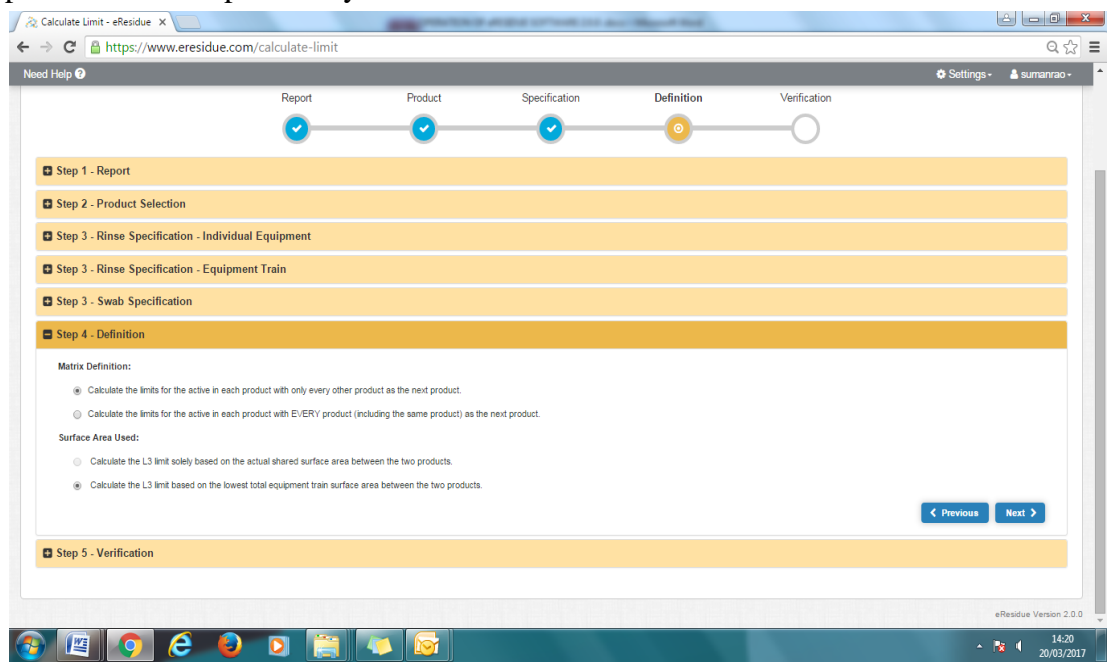 Calculate Limit - eResidue
https://www.eresidue.com/calculate-limit
Need Help
Settings
sumanrao
Report Product Specification Definition Verification
Step 1 - Report
Step 2 - Product Selection
Step 3 - Rinse Specification - Individual Equipment
Step 3 - Rinse Specification - Equipment Train
Step 3 - Swab Specification
Step 4 - Definition
Matrix Definition:
Calculate the limits for the active in each product with only every other product as the next product.
Calculate the limits for the active in each product with EVERY product (including the same product) as the next product.
Surface Area Used:
Calculate the L3 limit solely based on the actual shared surface area between the two products.
Calculate the L3 limit based on the lowest total equipment train surface area between the two products.
Previous Next
Step 5 - Verification
eResidue Version 2.0.0
14:20
20/03/2017